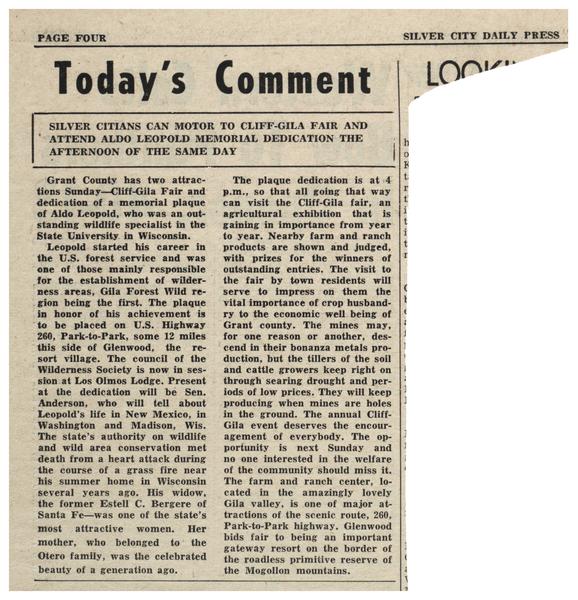 PAGE FOUR
SILVER CITY DAILY PRESS
Today's Comment
SILVER CITIANS CAN MOTOR TO CLIFF-GILA FAIR AND
ATTEND ALDO LEOPOLD MEMORIAL DEDICATION THE
AFTERNOON OF THE SAME DAY
Grant County has two attrac-
tions Sunday—Cliff-Gila Fair and
dedication of a memorial plaque
of Aldo Leopold, who was an out-
standing wildlife specialist in the
State University in Wisconsin.
Leopold started his career in
the U.S. forest service and was
one of those mainly responsible
for the establishment of wilder-
ness areas, Gila Forest Wild re-
gion being the first. The plaque
in honor of his achievement is
to be placed on U.S. Highway
260, Park-to-Park, some 12 miles
this side of Glenwood, the re-
sort village. The council of the
Wilderness Society is now in ses-
sion at Los Olmos Lodge. Present
at the dedication will be Sen.
Anderson, who will tell about
Leopold's life in New Mexico, in
Washington and Madison, Wis.
The state's authority on wildlife
and wild area conservation met
death from a heart attack during
the course of a grass fire near
his summer home in Wisconsin
several years ago. His widow,
the former Estell C. Bergere of
Santa Fe—was one of the state's
most attractive women. Her
mother, who belonged to the
Otero family, was the celebrated
beauty of a generation ago.
The plaque dedication is at 4
p.m., so that all going that way
can visit the Cliff-Gila fair, an
agricultural exhibition that is
gaining in importance from year
to year. Nearby farm and ranch
products are shown and judged,
with prizes for the winners of
outstanding entries. The visit to
the fair by town residents will
serve to impress on them the
vital importance of crop husband-
ry to the economic well being of
Grant county. The mines may,
for one reason or another, des-
cend in their bonanza metals pro-
duction, but the tillers of the soil
and cattle growers keep right on
through searing drought and per-
iods of low prices. They will keep
producing when mines are holes
in the ground. The annual Cliff-
Gila event deserves the encour-
agement of everybody. The op-
portunity is next Sunday and
no one interested in the welfare
of the community should miss it.
The farm and ranch center, lo-
cated in the amazingly lovely
Gila valley, is one of major at-
tractions of the scenic route, 260,
Park-to-Park highway. Glenwood
bids fair to being an important
gateway resort on the border of
the roadless primitive reserve of
the Mogollon mountains.